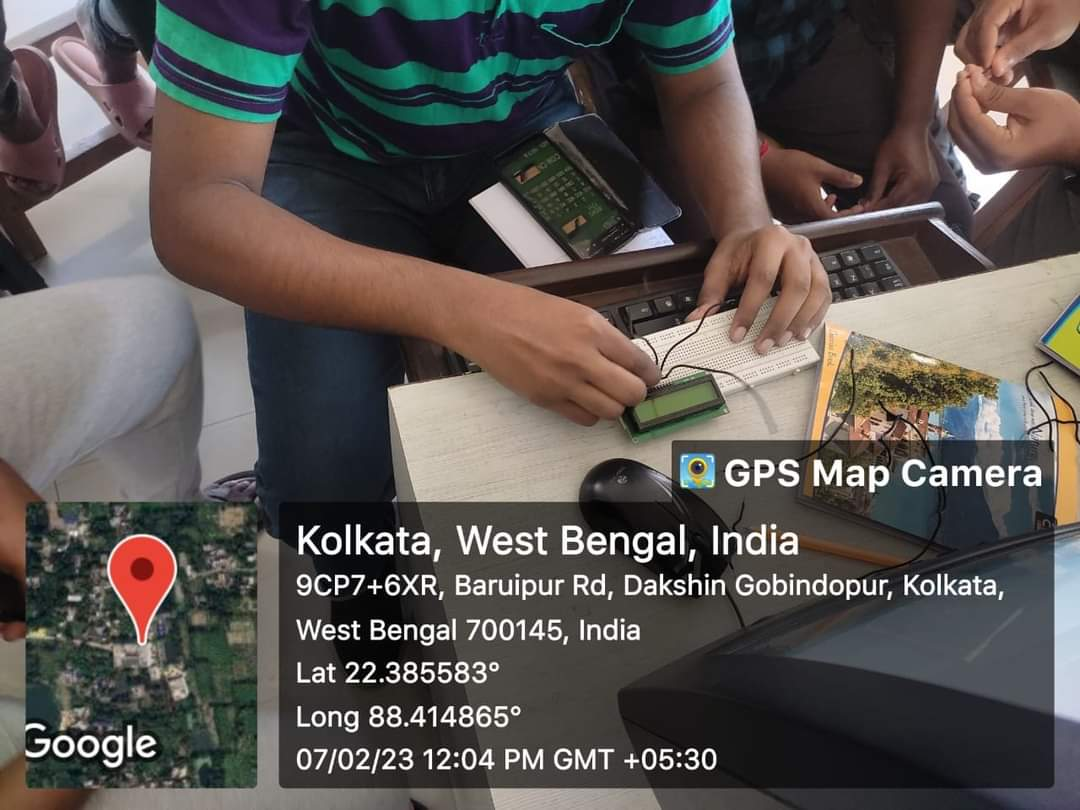 GPS Map Camera
Kolkata, West Bengal, India
9CP7+6XR, Baruipur Rd, Dakshin Gobindopur, Kolkata,
West Bengal 700145, India
Lat 22.385583°
Long 88.414865°
07/02/23 12:04 PM GMT +05:30
Google